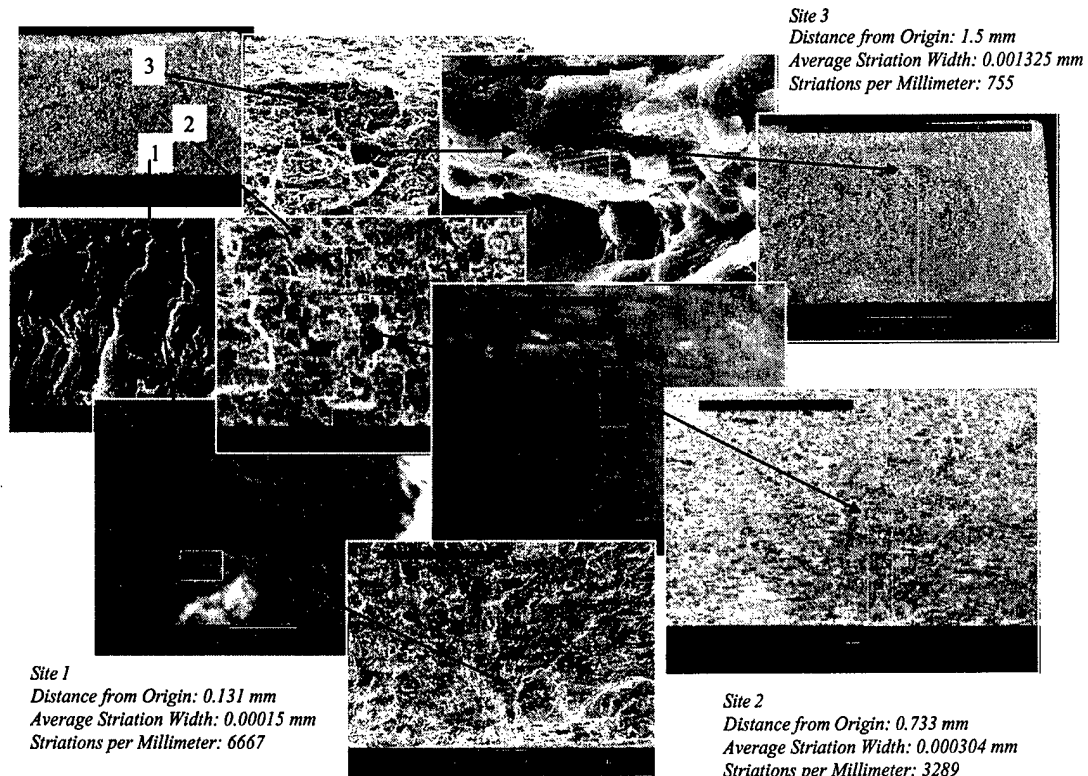 Site 3
Distance from Origin: 1.5 mm
Average Striation Width: 0.001325 mm
Striations per Millimeter: 755
3
2
1
Site 1
Distance from Origin: 0.131 mm
Average Striation Width: 0.00015 mm
Striations per Millimeter: 6667
Site 2
Distance from Origin: 0.733 mm
Average Striation Width: 0.000304 mm
Striations per Millimeter: 3289